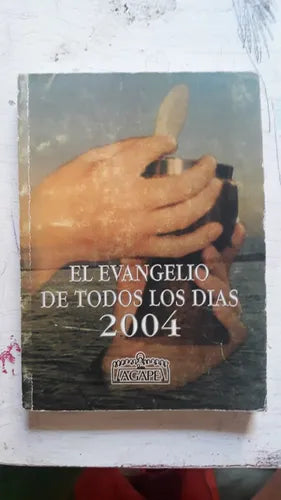 EL EVANGELIO
DE TODOS LOS DIAS
2004
AGAPE